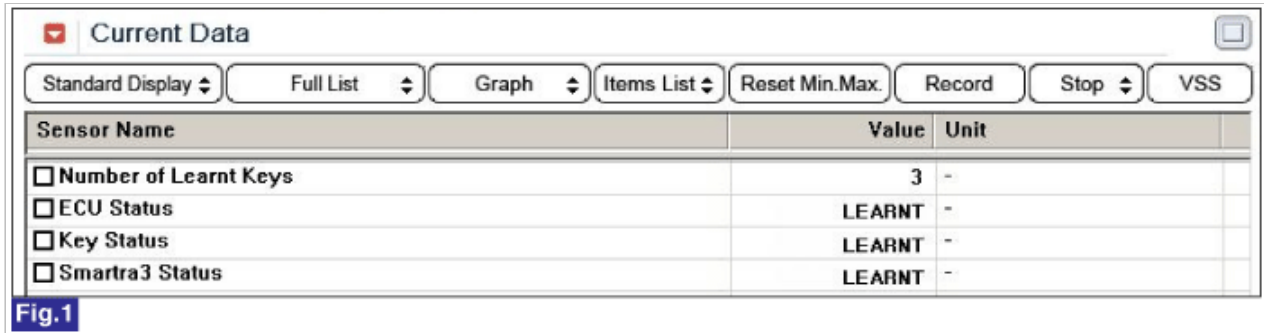 Current Data
Standard Display Full List Graph Items List Reset Min.Max. Record Stop VSS
Sensor Name Value Unit
Number of Learnt Keys 3 -
ECU Status LEARNT -
Key Status LEARNT -
Smartra3 Status LEARNT -
Fig.1